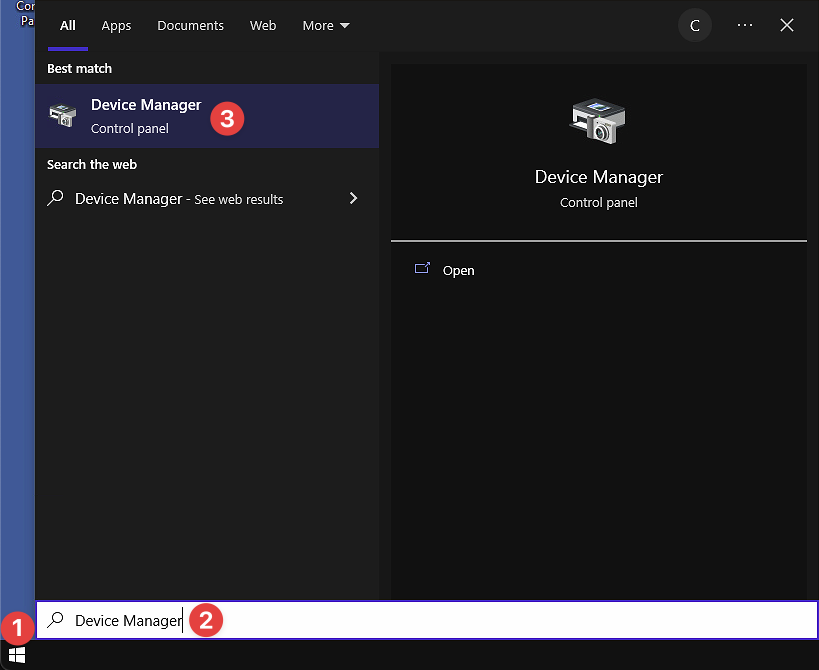 Cor
Pa
All Apps Documents Web More C ...
Best match
Device Manager
Control panel
3
Search the web
Device Manager - See web results
Device Manager
Control panel
Open
Device Manager
2
1